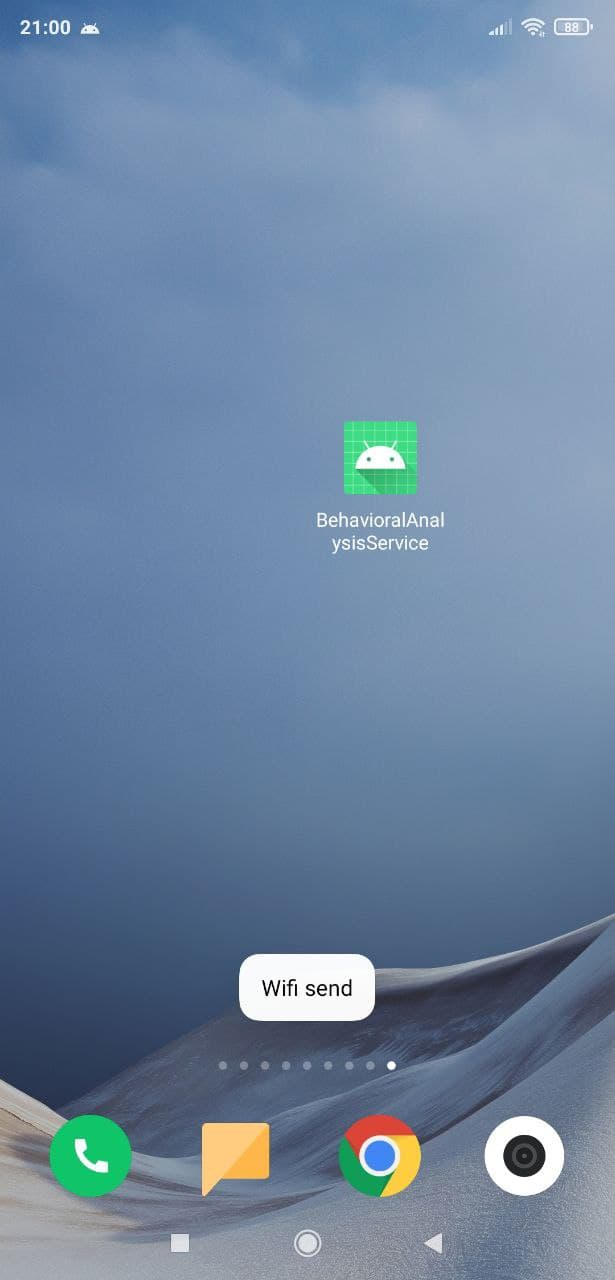 21:00
88
BehavioralAnal
ysisService
Wifi send